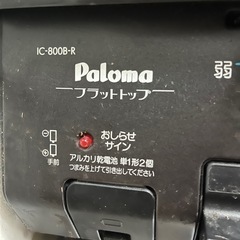 IC-800B-R
Paloma
フラットトップ
弱
おしらせ
サイン
手前
アルカリ乾電池 単1形2個
つまみを上げて引き出してください